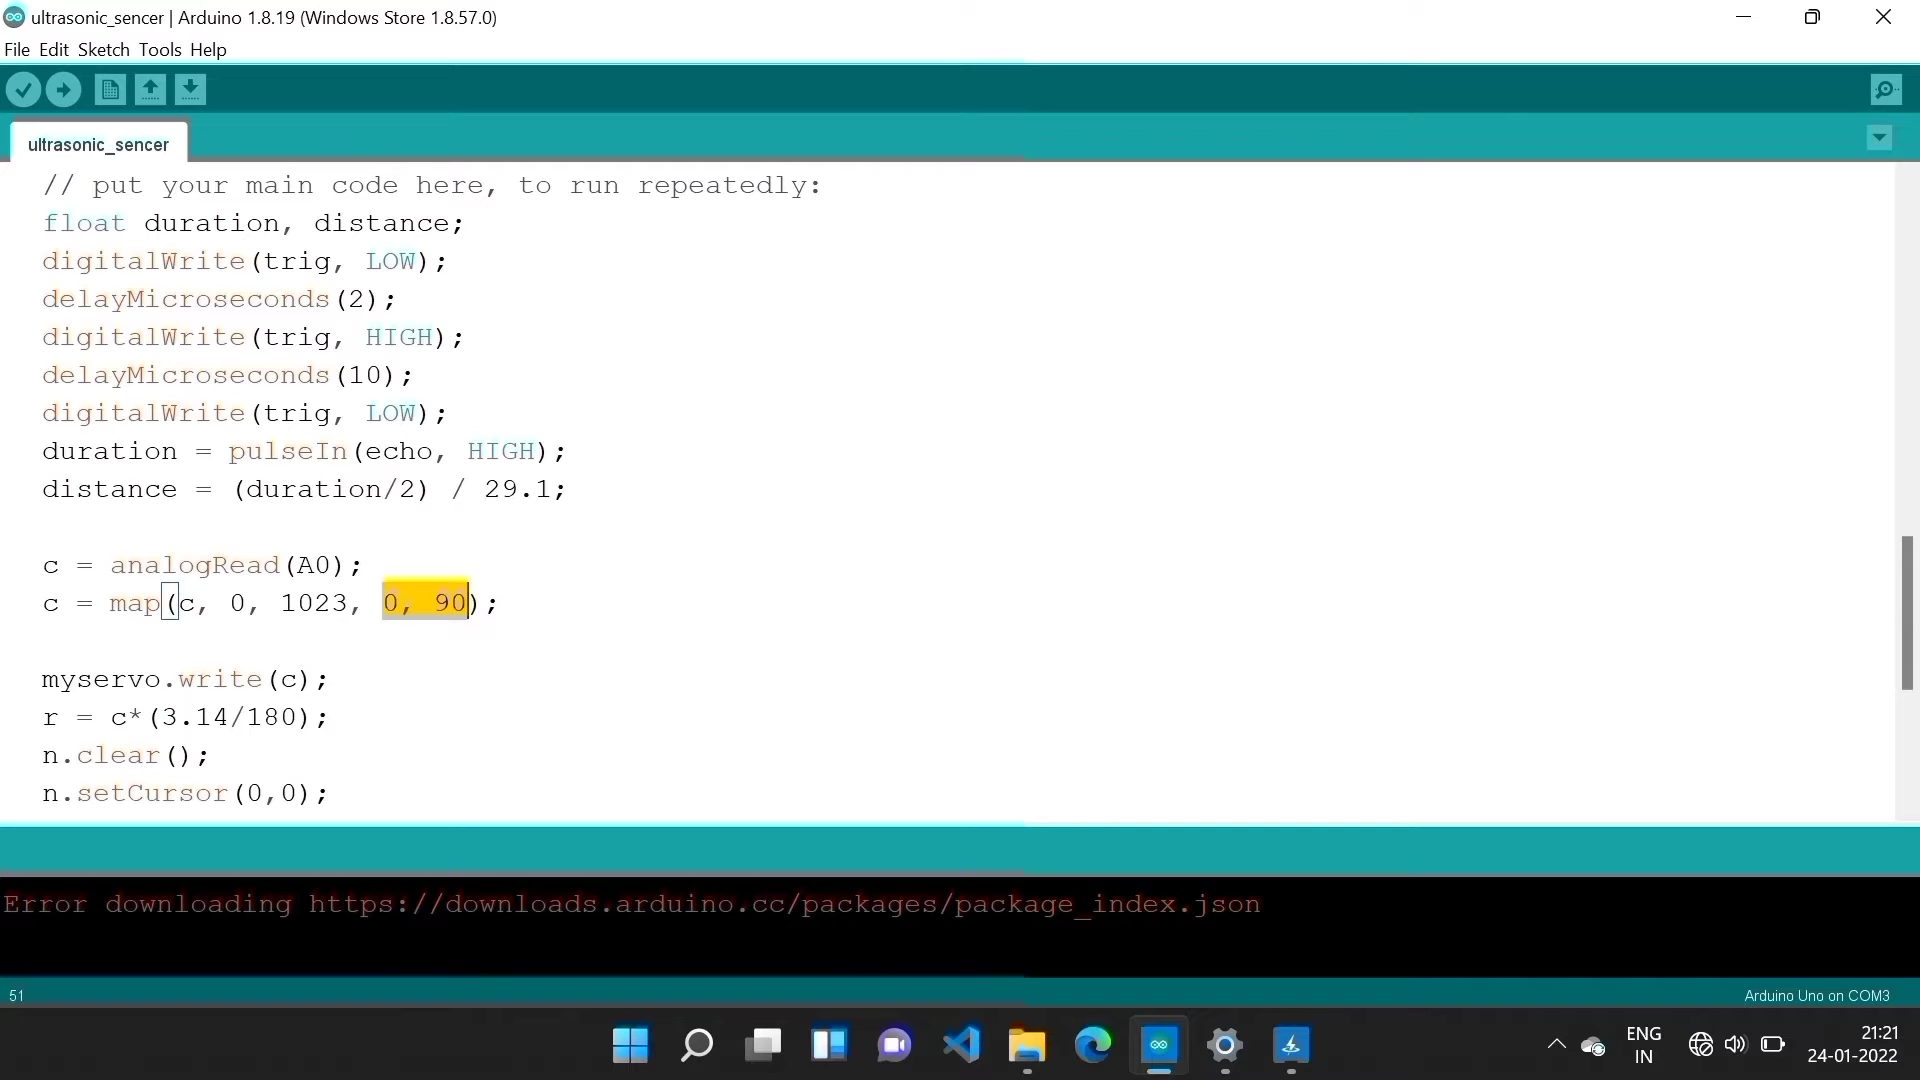 ultrasonic_sencer | Arduino 1.8.19 (Windows Store 1.8.57.0)
File Edit Sketch Tools Help
ultrasonic_sencer
// put your main code here, to run repeatedly:
float duration, distance;
digitalWrite(trig, LOW);
delayMicroseconds(2);
digitalWrite(trig, HIGH);
delayMicroseconds(10);
digitalWrite(trig, LOW);
duration = pulseIn(echo, HIGH);
distance = (duration/2) / 29.1;
c = analogRead(A0);
c = map(c, 0, 1023, 0, 90);
myservo.write(c);
r = c*(3.14/180);
n.clear();
n.setCursor(0,0);
Error downloading https://downloads.arduino.cc/packages/package_index.json
51
Arduino Uno on COM3
ENG
IN
21:21
24-01-2022